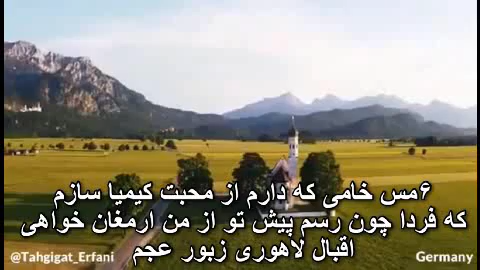 ۶مس خامی که دارم از محبت کیمیا سازم
که فردا چون رسم پیش تو از من ارمغان خواهی
اقبال لاهوری زبور عجم
@Tahgigat_Erfani
Germany